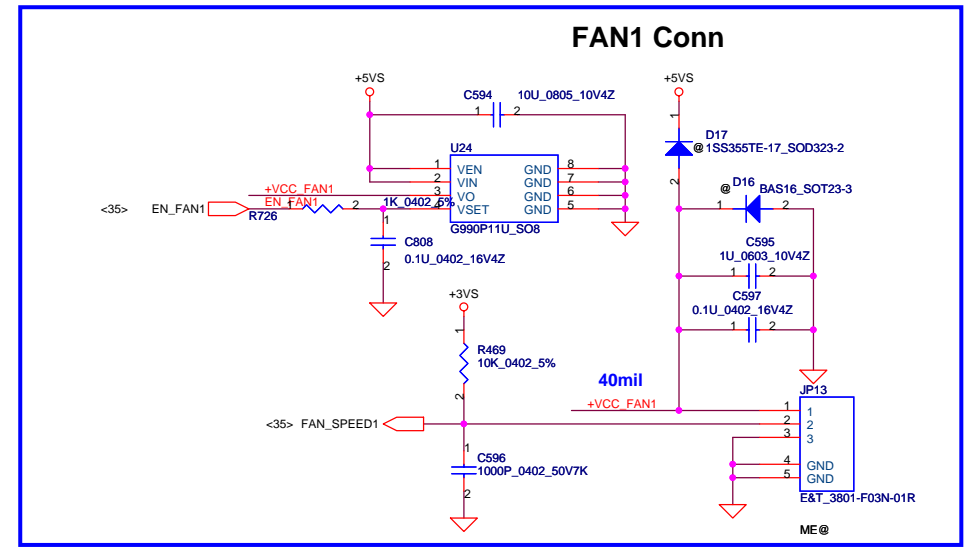 FAN1 Conn
+5VS
+5VS
C594
10U_0805_10V4Z
1
2
1
D17
@ 1SS355TE-17_SOD323-2
2
U24
1 VEN GND 8
2 VIN GND 7
3 VO GND 6
4 VSET GND 5
G990P11U_SO8
+VCC_FAN1
<35> EN_FAN1
EN_FAN1
1
2
1K_0402_5%
R726
@ D16
BAS16_SOT23-3
1
2
1
C808
0.1U_0402_16V4Z
2
C595
1U_0603_10V4Z
1
2
C597
0.1U_0402_16V4Z
1
2
+3VS
1
R469
10K_0402_5%
2
40mil
+VCC_FAN1
JP13
1 1
2 2
3 3
4 GND
5 GND
E&T_3801-F03N-01R
<35> FAN_SPEED1
1
C596
1000P_0402_50V7K
2
ME@